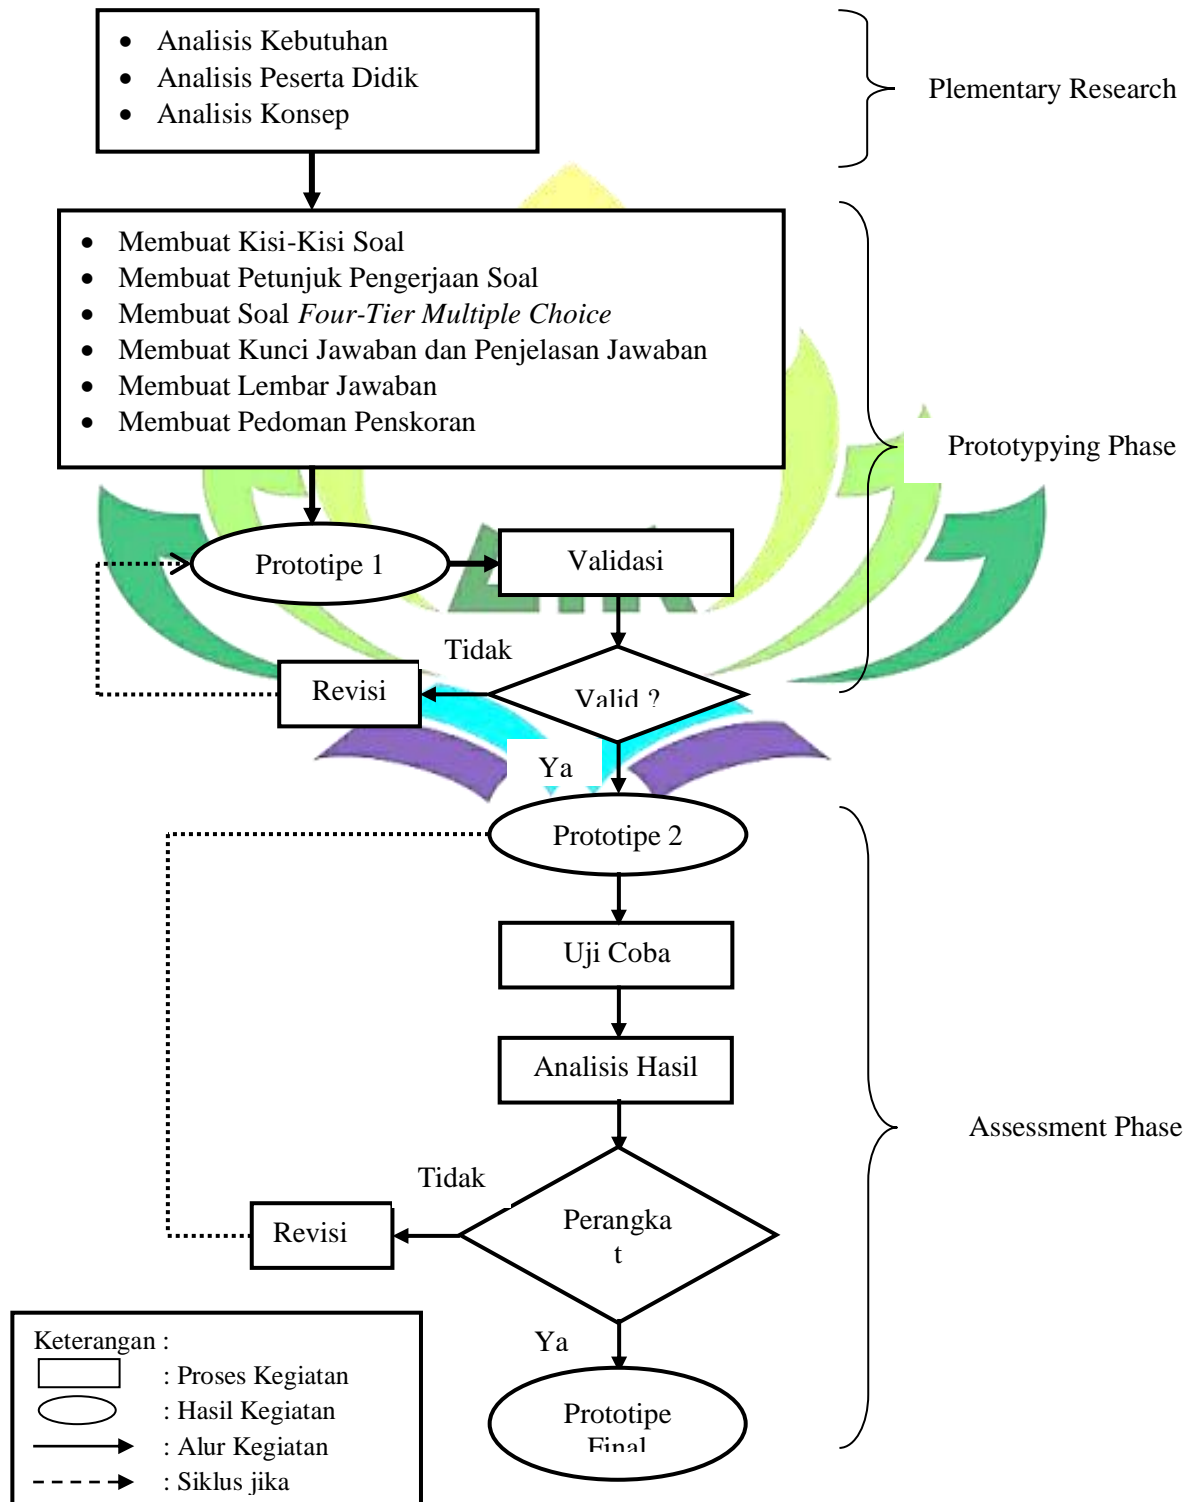 • Analisis Kebutuhan
• Analisis Peserta Didik
• Analisis Konsep
Plementary Research
• Membuat Kisi-Kisi Soal
• Membuat Petunjuk Pengerjaan Soal
• Membuat Soal Four-Tier Multiple Choice
• Membuat Kunci Jawaban dan Penjelasan Jawaban
• Membuat Lembar Jawaban
• Membuat Pedoman Penskoran
Prototypying Phase
Prototipe 1
Validasi
Tidak
Revisi
Valid ?
Ya
Prototipe 2
Uji Coba
Analisis Hasil
Assessment Phase
Tidak
Revisi
Perangka
t
Ya
Prototipe
Final
Keterangan :
: Proses Kegiatan
: Hasil Kegiatan
: Alur Kegiatan
: Siklus jika